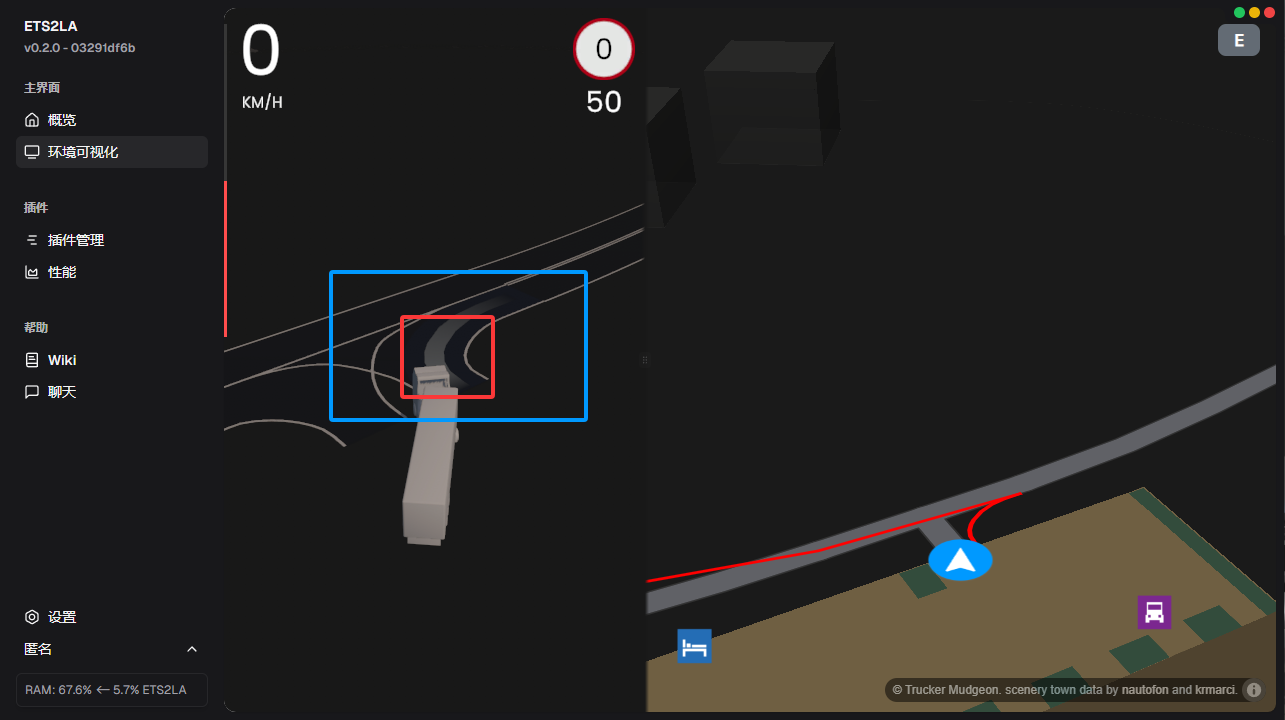 ETS2LA
v0.2.0 - 03291df6b
主界面
概览
环境可视化
插件
插件管理
性能
帮助
Wiki
聊天
设置
匿名
RAM: 67.6% <- 5.7% ETS2LA
0
KM/H
0
50
E
© Trucker Mudgeon. scenery town data by nautofon and krmarci.